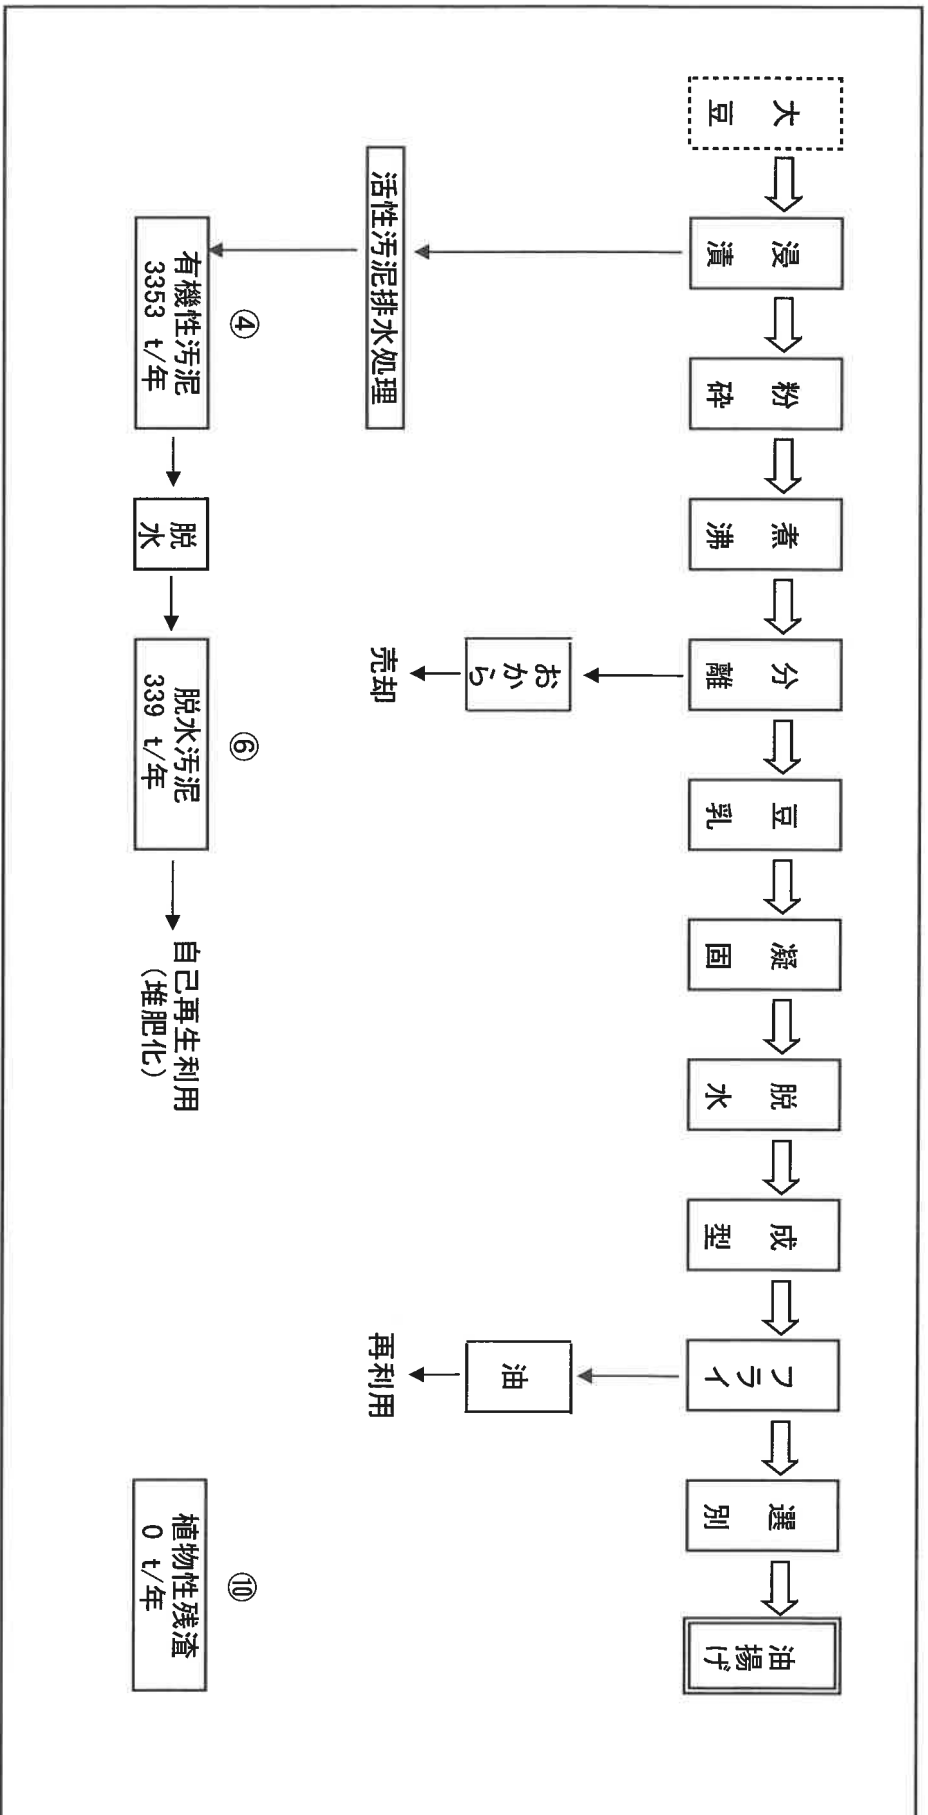 大豆
浸漬
粉砕
煮沸
分離
豆乳
凝固
脱水
成型
フライ
選別
油揚げ
おから
売却
油
再利用
活性汚泥排水処理
④
有機性汚泥
3353 t/年
脱水
⑥
脱水汚泥
339 t/年
自己再生利用
(堆肥化)
⑩
植物性残渣
0 t/年